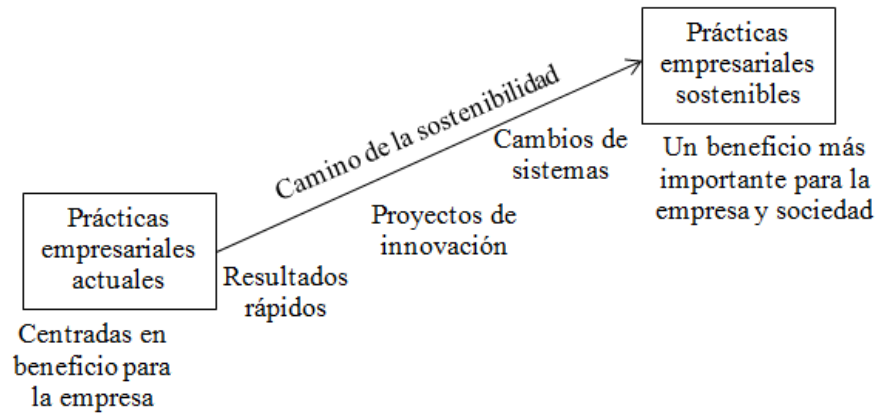 Prácticas
empresariales
sostenibles
Camino de la sostenibilidad
Cambios de
sistemas
Un beneficio más
importante para la
empresa y sociedad
Prácticas
empresariales
actuales
Proyectos de
innovación
Resultados
rápidos
Centradas en
beneficio para
la empresa